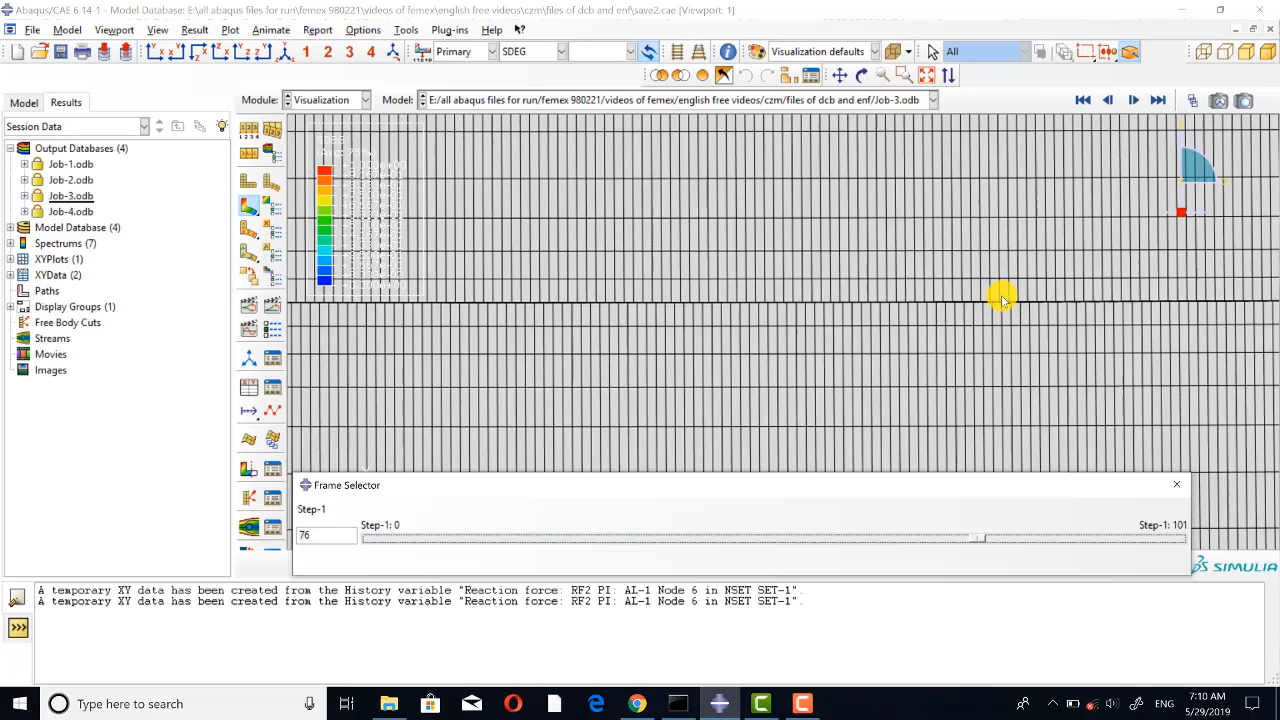 Abaqus/CAE 6.14-1 - Model Database: E:\all abaqus files for run\femex 980221\videos of femex\english free videos\czm\files of dcb and enf\save2.cae [Viewport: 1]
File Model Viewport View Result Plot Animate Report Options Tools Plug-ins Help
1 2 3 4 Primary SDEG Visualization defaults All
Model Results Module: Visualization Model: E:/all abaqus files for run/femex 980221/videos of femex/english free videos/czm/files of dcb and enf/Job-3.odb
Session Data
Output Databases (4)
Job-1.odb
Job-2.odb
Job-3.odb
Job-4.odb
Model Database (4)
Spectrums (7)
XYPlots (1)
XYData (2)
Paths
Display Groups (1)
Free Body Cuts
Streams
Movies
Images
SDEG
Frame Selector
Step-1
76 Step-1: 0 Step-1: 101
SIMULIA
A temporary XY data has been created from the History variable "Reaction force: RF2 PI: AL-1 Node 6 in NSET SET-1".
A temporary XY data has been created from the History variable "Reaction force: RF2 PI: AL-1 Node 6 in NSET SET-1".
Type here to search
ENG
7:10 AM
5/29/2019